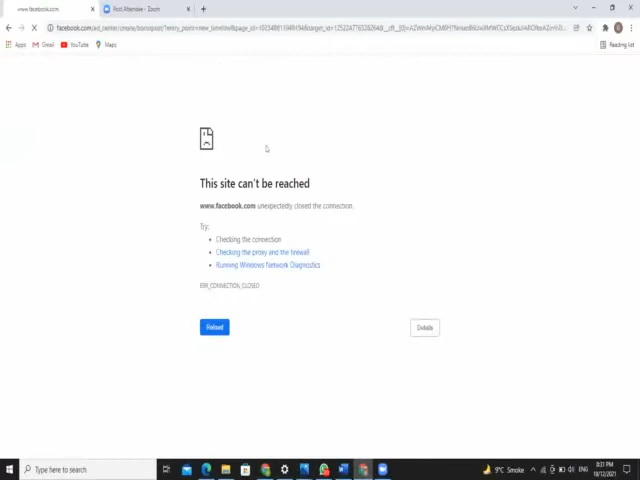 www.facebook.com
Post Attendee - Zoom
Apps
Gmail
YouTube
Maps
Reading list
This site can't be reached
www.facebook.com unexpectedly closed the connection.
Try:
Checking the connection
Checking the proxy and the firewall
Running Windows Network Diagnostics
ERR_CONNECTION_CLOSED
Reload
Details
Type here to search
9°C Smoke
ENG
8:31 PM
18/12/2021